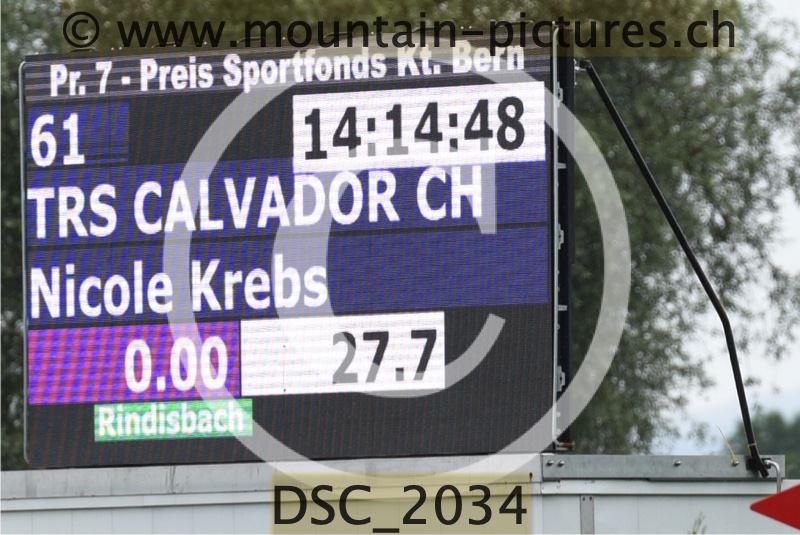 © www.mountain-pictures.ch
Pr. 7 - Preis Sportfonds Kt. Bern
61 14:14:48
TRS CALVADOR CH
Nicole Krebs
0.00 27.7
Rindisbach
©
DSC_2034